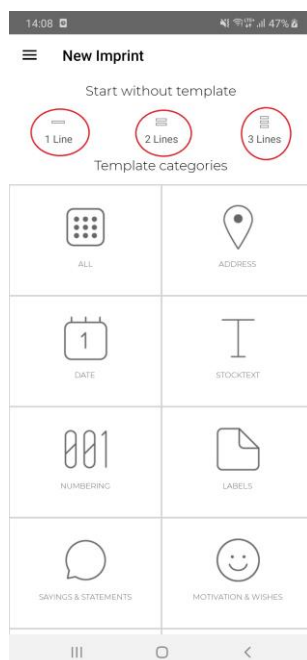 14:08 47%
New Imprint
Start without template
1 Line 2 Lines 3 Lines
Template categories
ALL ADDRESS
1
DATE STOCKTEXT
001
NUMBERING LABELS
SAYINGS & STATEMENTS MOTIVATION & WISHES